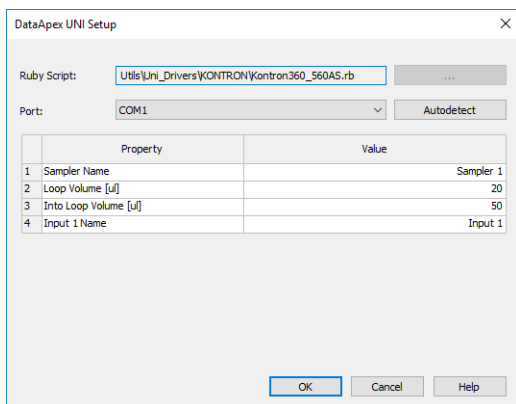 DataApex UNI Setup
Ruby Script: Utils\Uni_Drivers\KONTRON\Kontron360_560AS.rb ...
Port: COM1 Autodetect
Property Value
1 Sampler Name Sampler 1
2 Loop Volume [ul] 20
3 Into Loop Volume [ul] 50
4 Input 1 Name Input 1
OK Cancel Help